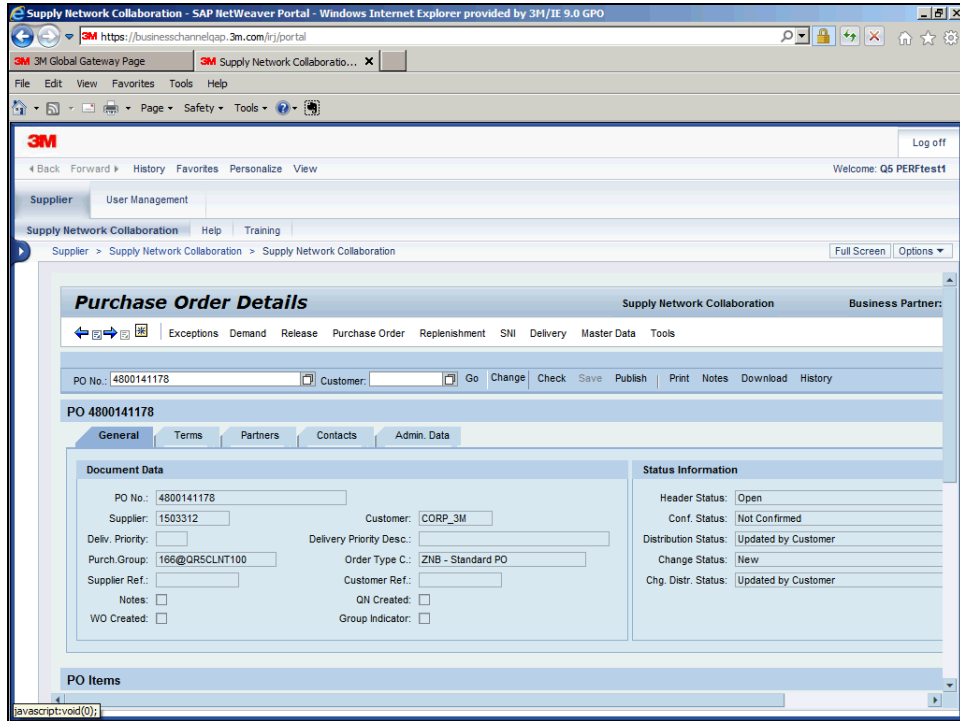 Supply Network Collaboration - SAP NetWeaver Portal - Windows Internet Explorer provided by 3M/IE 9.0 GPO
3M https://businesschannelqap.3m.com/irj/portal
3M 3M Global Gateway Page
3M Supply Network Collaboratio... X
File Edit View Favorites Tools Help
Page Safety Tools
3M
Log off
Back Forward History Favorites Personalize View
Welcome: Q5 PERFtest1
Supplier User Management
Supply Network Collaboration Help Training
Supplier > Supply Network Collaboration > Supply Network Collaboration
Full Screen Options
Purchase Order Details
Supply Network Collaboration Business Partner:
Exceptions Demand Release Purchase Order Replenishment SNI Delivery Master Data Tools
PO No.: 4800141178 Customer: Go Change Check Save Publish Print Notes Download History
PO 4800141178
General Terms Partners Contacts Admin. Data
Document Data
PO No.: 4800141178
Supplier: 1503312 Customer: CORP_3M
Deliv. Priority: Delivery Priority Desc.:
Purch.Group: 166@QR5CLNT100 Order Type C.: ZNB - Standard PO
Supplier Ref.: Customer Ref.:
Notes: QN Created:
WO Created: Group Indicator:
Status Information
Header Status: Open
Conf. Status: Not Confirmed
Distribution Status: Updated by Customer
Change Status: New
Chg. Distr. Status: Updated by Customer
PO Items
javascript:void(0);